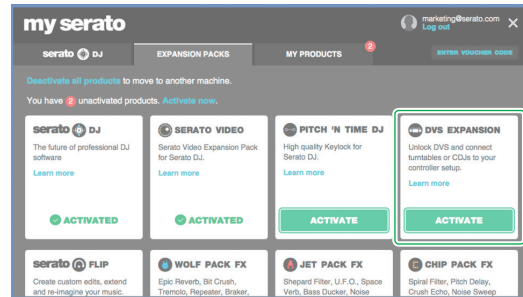 my serato
marketing@serato.com
Log out
serato DJ
EXPANSION PACKS
MY PRODUCTS
2
ENTER VOUCHER CODE
Deactivate all products to move to another machine.
You have 2 unactivated products. Activate now.
serato DJ
The future of professional DJ
software
Learn more
ACTIVATED
SERATO VIDEO
Serato Video Expansion Pack
for Serato DJ.
Learn more
ACTIVATED
PITCH 'N TIME DJ
High quality Keylock for
Serato DJ.
Learn more
ACTIVATE
DVS EXPANSION
Unlock DVS and connect
turntables or CDJs to your
controller setup.
Learn more
ACTIVATE
serato FLIP
Create custom edits, extend
and re-imagine your music.
WOLF PACK FX
Epic Reverb, Bit Crush,
Tremolo, Repeater, Braker,
JET PACK FX
Shepard Filter, U.F.O., Space
Verb, Bass Ducker, Noise
CHIP PACK FX
Spiral Filter, Pitch Delay,
Crush Echo, Noise Sweep